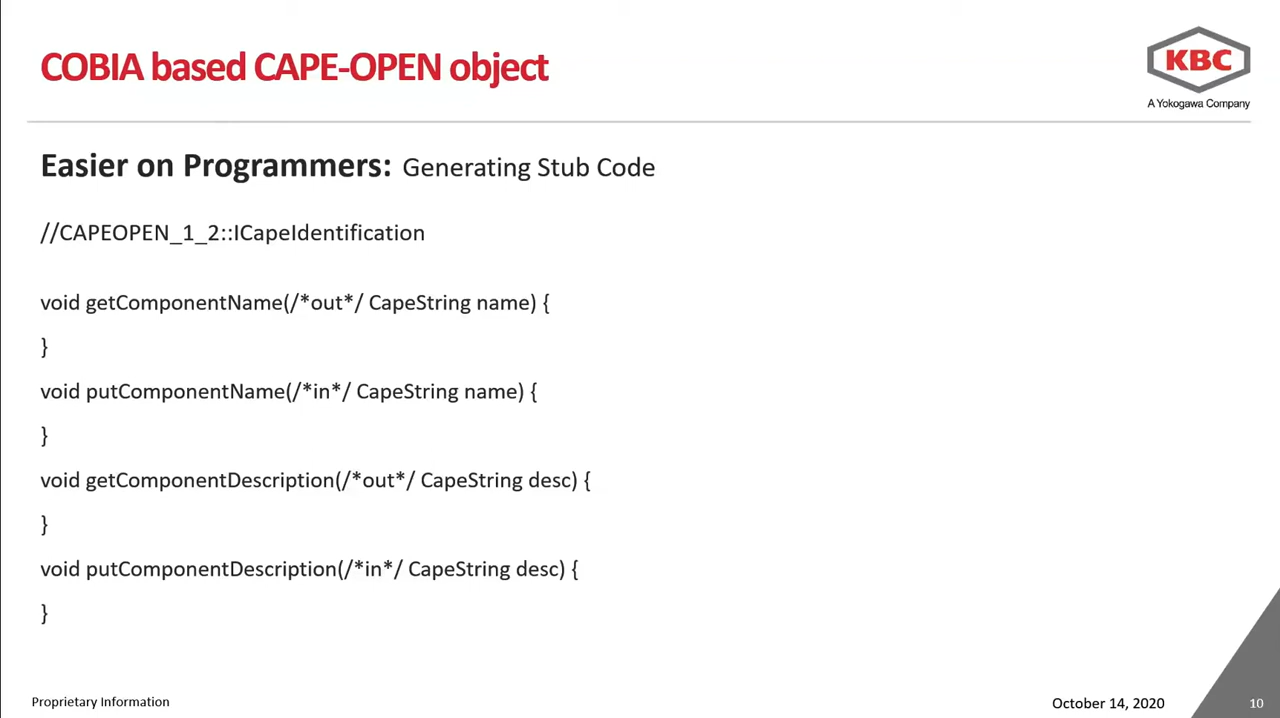 COBIA based CAPE-OPEN object
KBC
A Yokogawa Company
Easier on Programmers: Generating Stub Code
//CAPEOPEN_1_2::ICapeIdentification
void getComponentName(/*out*/ CapeString name) {
}
void putComponentName(/*in*/ CapeString name) {
}
void getComponentDescription(/*out*/ CapeString desc) {
}
void putComponentDescription(/*in*/ CapeString desc) {
}
Proprietary Information
October 14, 2020
10